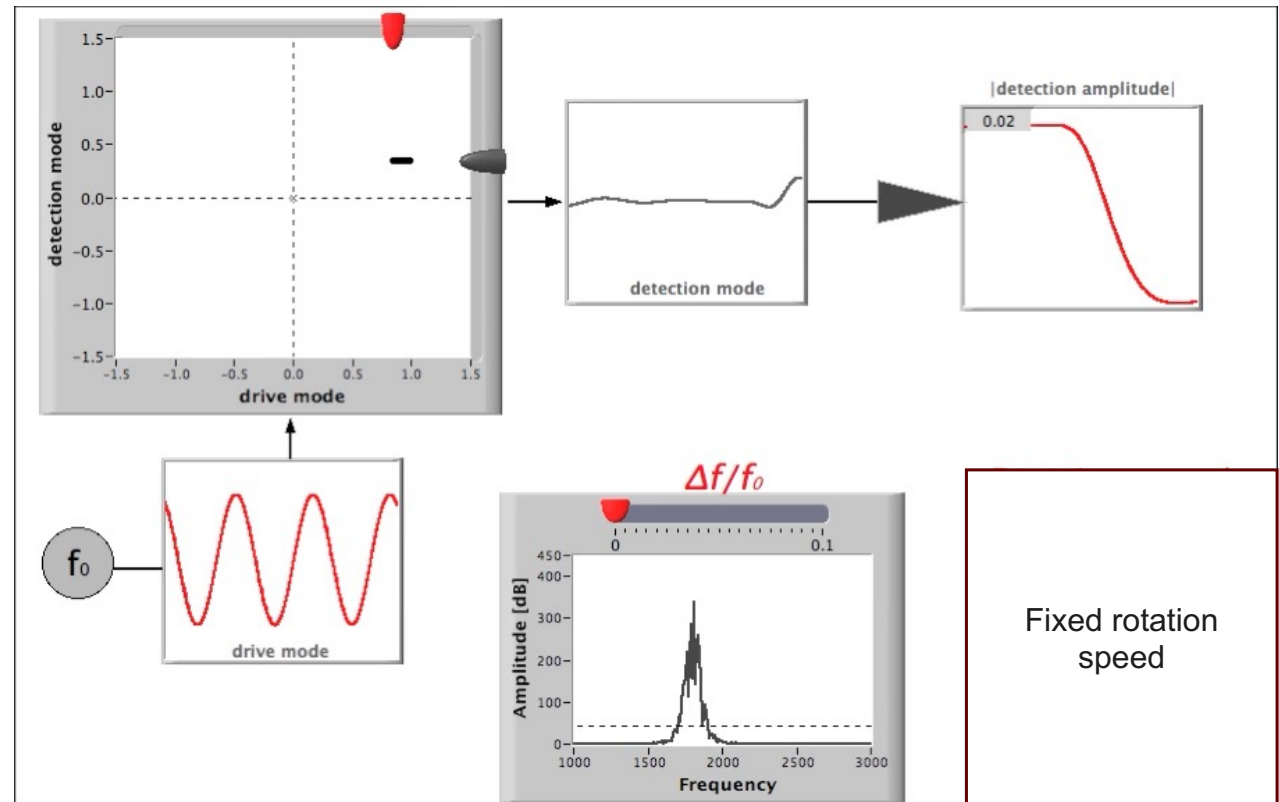 1.5
1.0
0.5
0.0
-0.5
-1.0
-1.5
detection mode
-1.5 -1.0 -0.5 0.0 0.5 1.0 1.5
drive mode
detection mode
|detection amplitude|
0.02
f₀
drive mode
Δf/f₀
0 0.1
450
400
300
200
100
0
Amplitude [dB]
1000 1500 2000 2500 3000
Frequency
Fixed rotation
speed